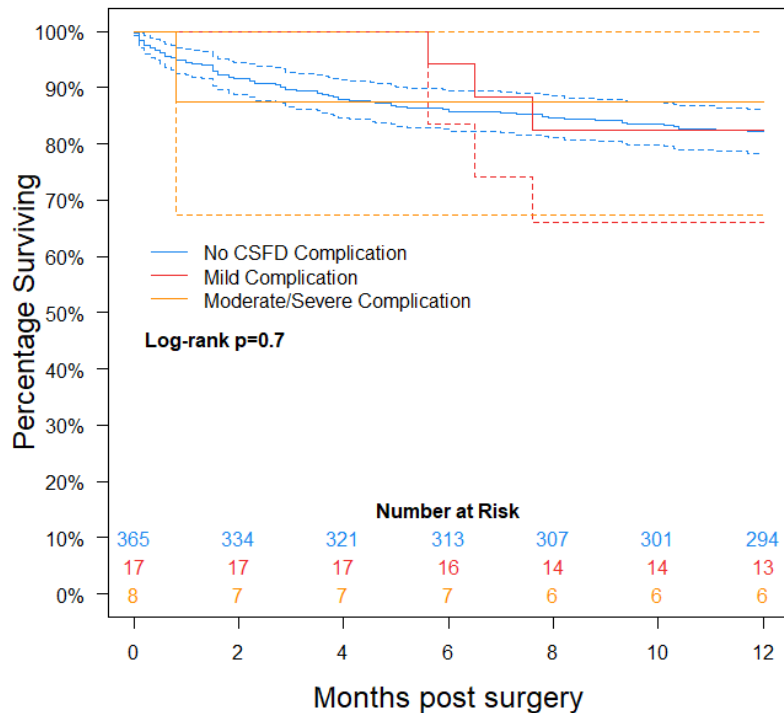 100%
90%
80%
70%
60%
50%
40%
30%
20%
10%
0%
Percentage Surviving
No CSFD Complication
Mild Complication
Moderate/Severe Complication
Log-rank p=0.7
Number at Risk
365 334 321 313 307 301 294
17 17 17 16 14 14 13
8 7 7 7 6 6 6
0 2 4 6 8 10 12
Months post surgery